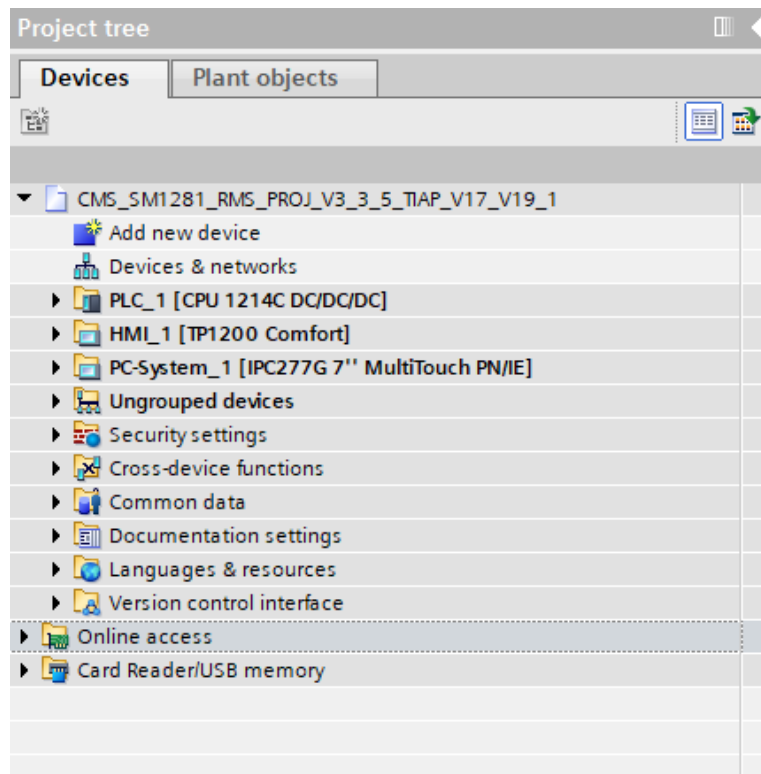 Project tree
Devices
Plant objects
CMS_SM1281_RMS_PROJ_V3_3_5_TIAP_V17_V19_1
Add new device
Devices & networks
PLC_1 [CPU 1214C DC/DC/DC]
HMI_1 [TP1200 Comfort]
PC-System_1 [IPC277G 7'' MultiTouch PN/IE]
Ungrouped devices
Security settings
Cross-device functions
Common data
Documentation settings
Languages & resources
Version control interface
Online access
Card Reader/USB memory